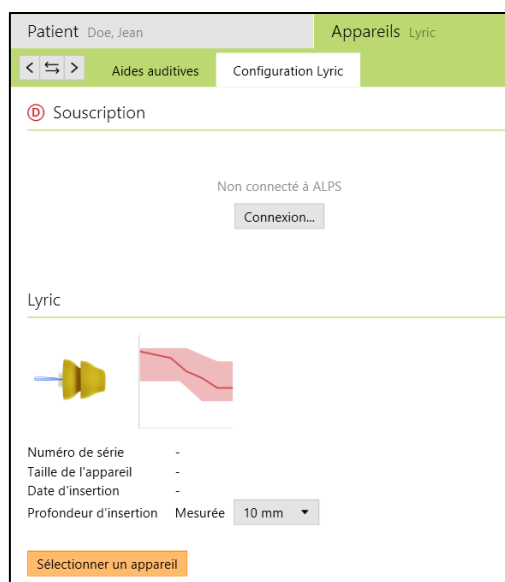 Patient Doe, Jean Appareils Lyric
< ⇆ > Aides auditives Configuration Lyric
D Souscription
Non connecté à ALPS
Connexion...
Lyric
Numéro de série -
Taille de l'appareil -
Date d'insertion -
Profondeur d'insertion Mesurée 10 mm
Sélectionner un appareil